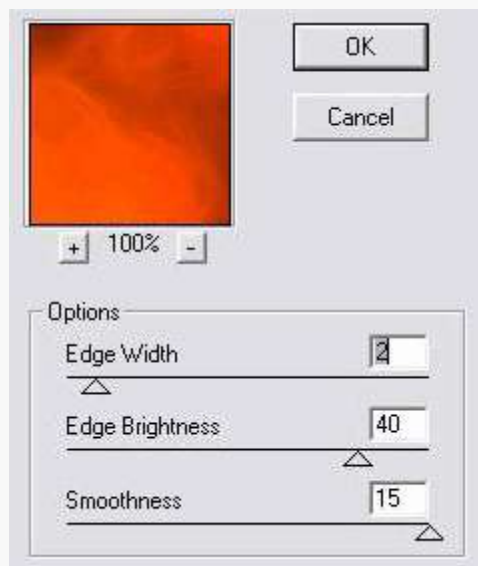 OK
Cancel
+ 100% -
Options
Edge Width 2
Edge Brightness 40
Smoothness 15